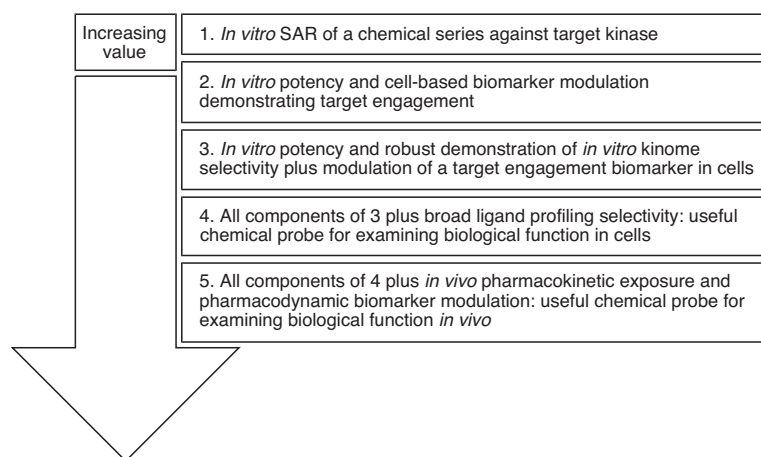 Increasing
value
1. In vitro SAR of a chemical series against target kinase
2. In vitro potency and cell-based biomarker modulation
demonstrating target engagement
3. In vitro potency and robust demonstration of in vitro kinome
selectivity plus modulation of a target engagement biomarker in cells
4. All components of 3 plus broad ligand profiling selectivity: useful
chemical probe for examining biological function in cells
5. All components of 4 plus in vivo pharmacokinetic exposure and
pharmacodynamic biomarker modulation: useful chemical probe for
examining biological function in vivo